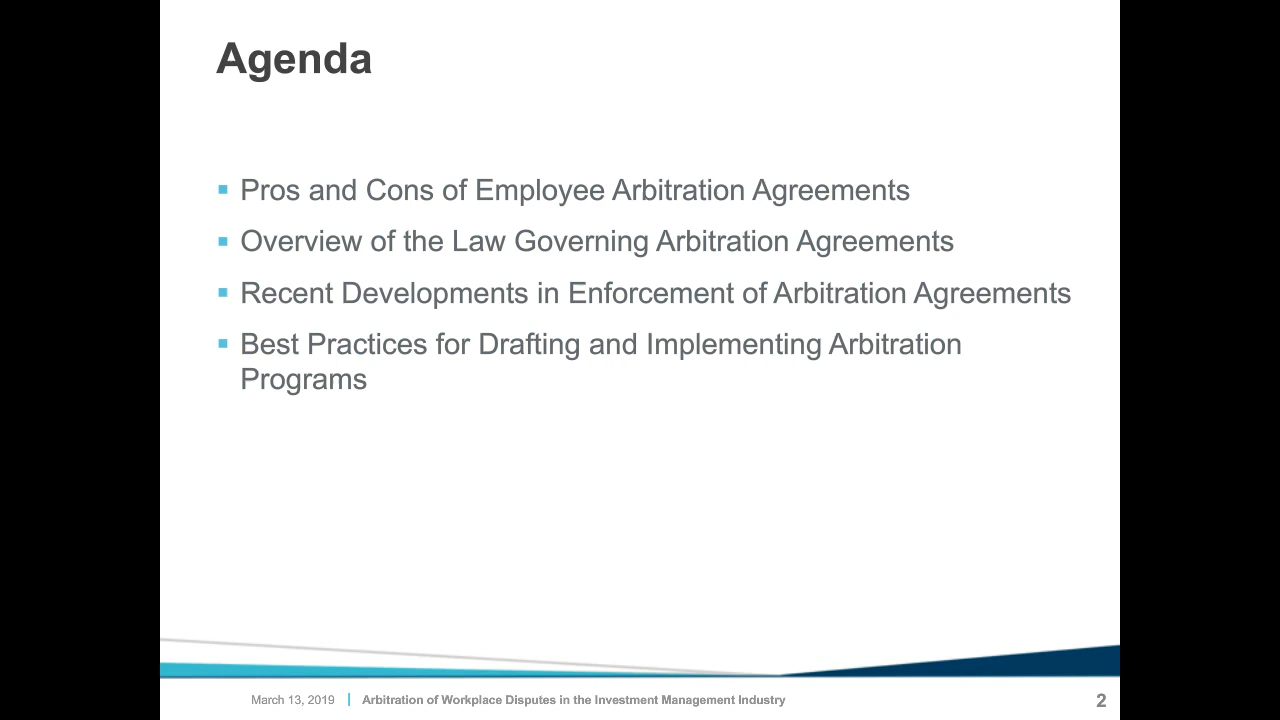 Agenda
▪ Pros and Cons of Employee Arbitration Agreements
▪ Overview of the Law Governing Arbitration Agreements
▪ Recent Developments in Enforcement of Arbitration Agreements
▪ Best Practices for Drafting and Implementing Arbitration
Programs
March 13, 2019 | Arbitration of Workplace Disputes in the Investment Management Industry 2